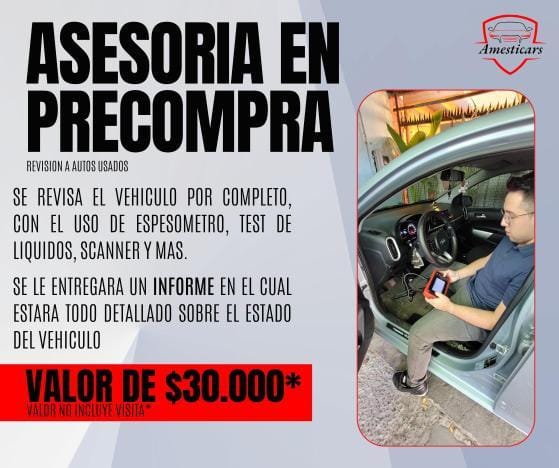 ASESORIA EN
PRECOMPRA
REVISION A AUTOS USADOS
Amesticars
SE REVISA EL VEHICULO POR COMPLETO,
CON EL USO DE ESPESOMETRO, TEST DE
LIQUIDOS, SCANNER Y MAS.
SE LE ENTREGARA UN INFORME EN EL CUAL
ESTARA TODO DETALLADO SOBRE EL ESTADO
DEL VEHICULO
VALOR DE $30.000*
VALOR NO INCLUYE VISITA*